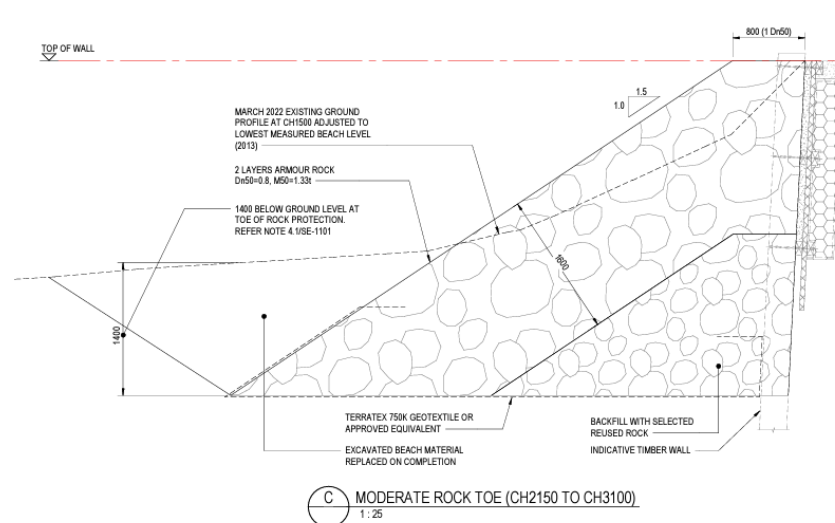 800 (1 Dn50)
TOP OF WALL
1.5
1.0
MARCH 2022 EXISTING GROUND
PROFILE AT CH1500 ADJUSTED TO
LOWEST MEASURED BEACH LEVEL
(2013)
2 LAYERS ARMOUR ROCK
Dn50=0.8, M50=1.33t
1400 BELOW GROUND LEVEL AT
TOE OF ROCK PROTECTION.
REFER NOTE 4.1/SE-1101
1600
1400
TERRATEX 750K GEOTEXTILE OR
APPROVED EQUIVALENT
EXCAVATED BEACH MATERIAL
REPLACED ON COMPLETION
BACKFILL WITH SELECTED
REUSED ROCK
INDICATIVE TIMBER WALL
C MODERATE ROCK TOE (CH2150 TO CH3100)
1 : 25